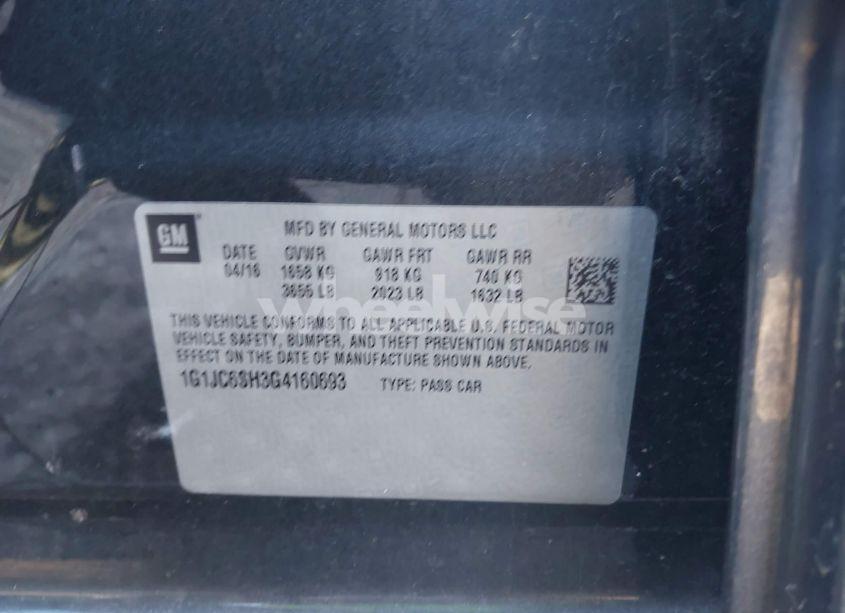 GM
MFD BY GENERAL MOTORS LLC
DATE GVWR GAWR FRT GAWR RR
04/16 1658 KG 918 KG 740 KG
3655 LB 2023 LB 1632 LB
wheelwise
THIS VEHICLE CONFORMS TO ALL APPLICABLE U.S. FEDERAL MOTOR
VEHICLE SAFETY, BUMPER, AND THEFT PREVENTION STANDARDS IN
EFFECT ON THE DATE OF MANUFACTURE SHOWN ABOVE.
1G1JC6SH3G4160693 TYPE: PASS CAR